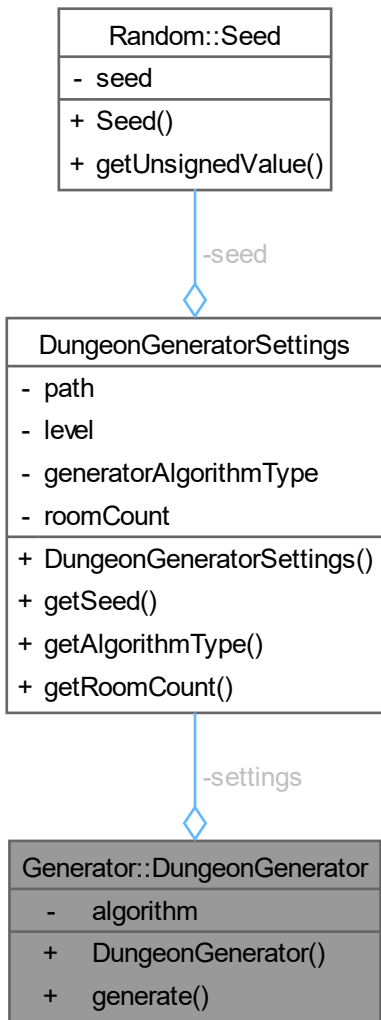 Random::Seed
- seed
+ Seed()
+ getUnsignedValue()
-seed
DungeonGeneratorSettings
- path
- level
- generatorAlgorithmType
- roomCount
+ DungeonGeneratorSettings()
+ getSeed()
+ getAlgorithmType()
+ getRoomCount()
-settings
Generator::DungeonGenerator
- algorithm
+ DungeonGenerator()
+ generate()